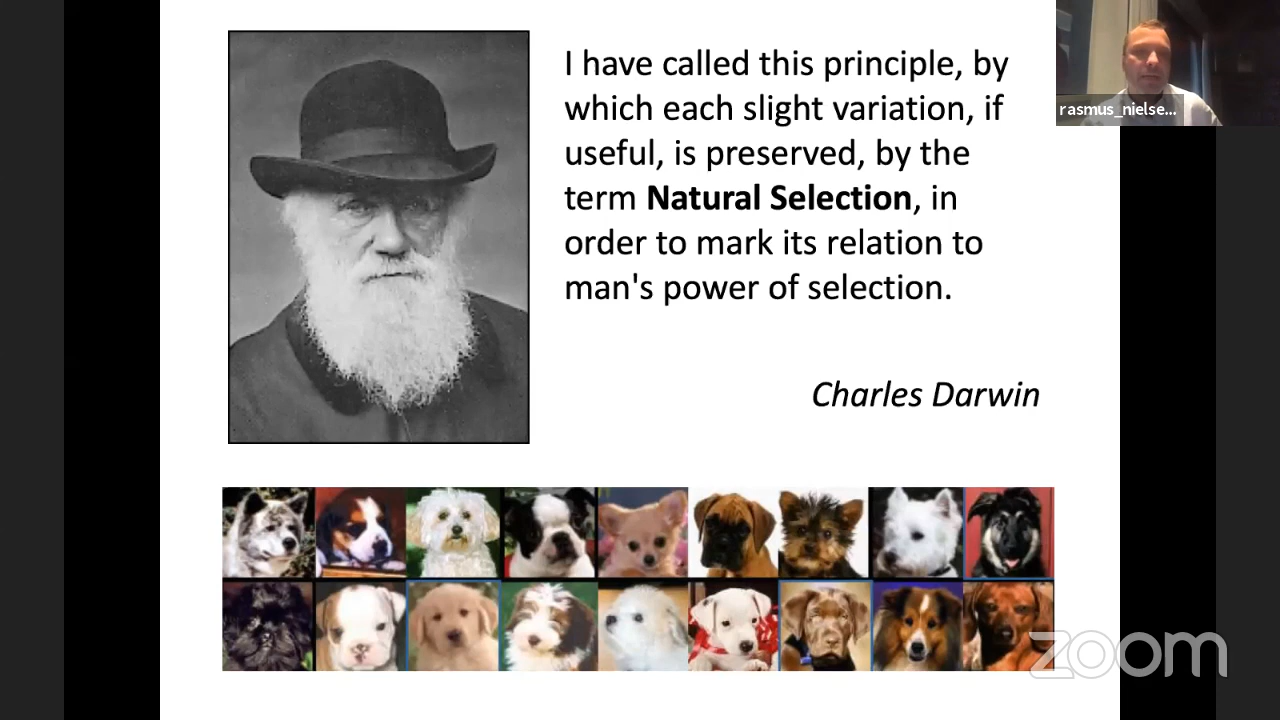 I have called this principle, by
which each slight variation, if
useful, is preserved, by the
term Natural Selection, in
order to mark its relation to
man's power of selection.
Charles Darwin
rasmus_nielse...
zoom